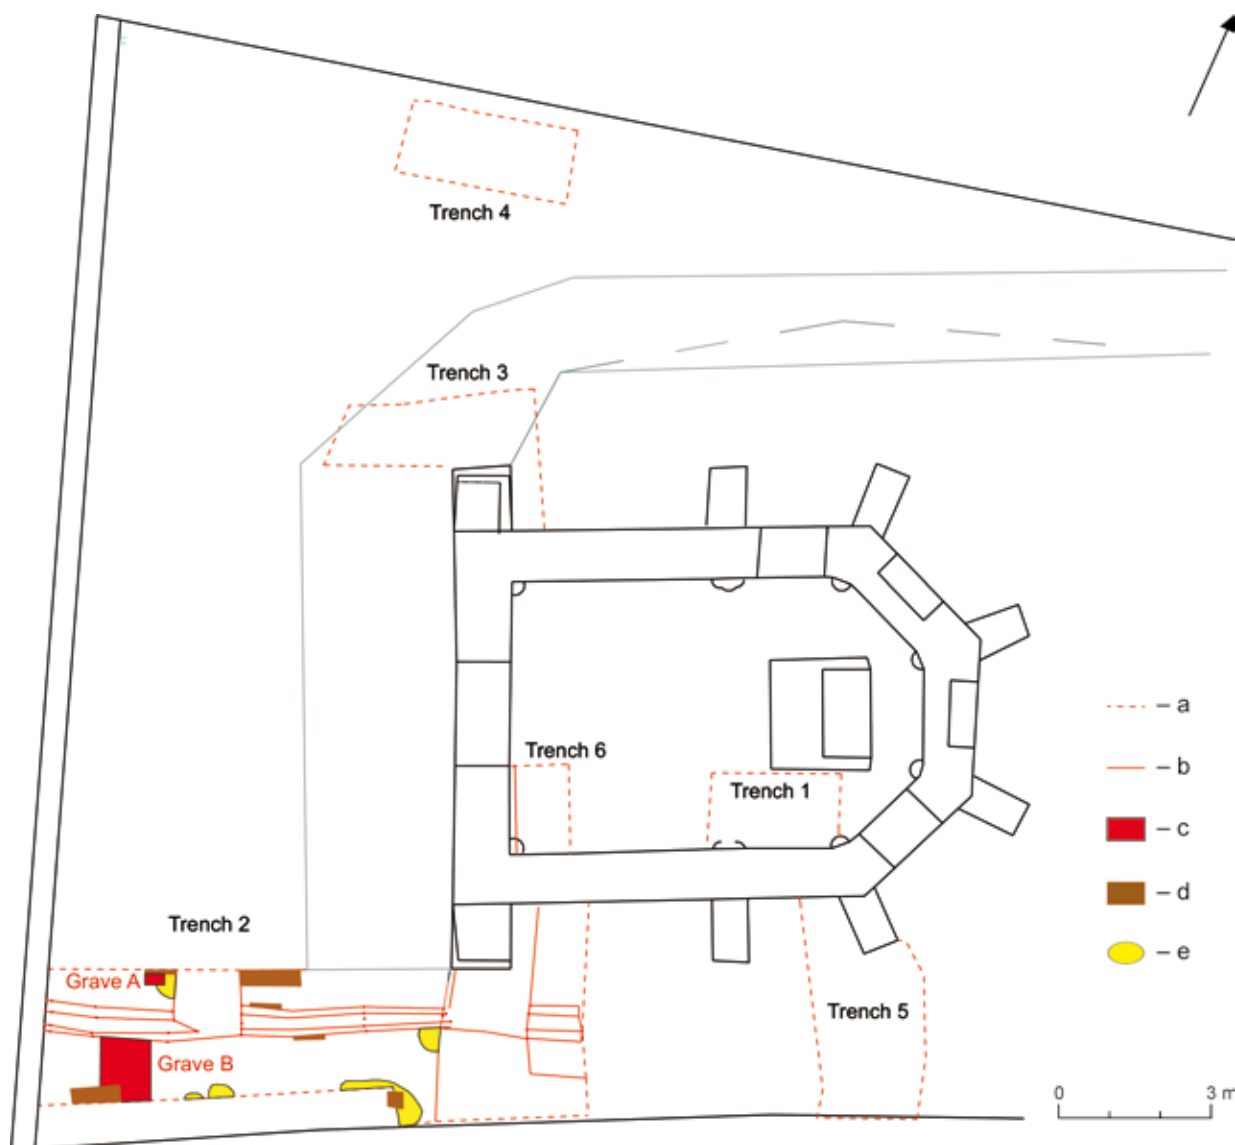 Trench 4
Trench 3
Trench 6
Trench 1
Trench 2
Grave A
Grave B
Trench 5
– a
– b
– c
– d
– e
0 3 m